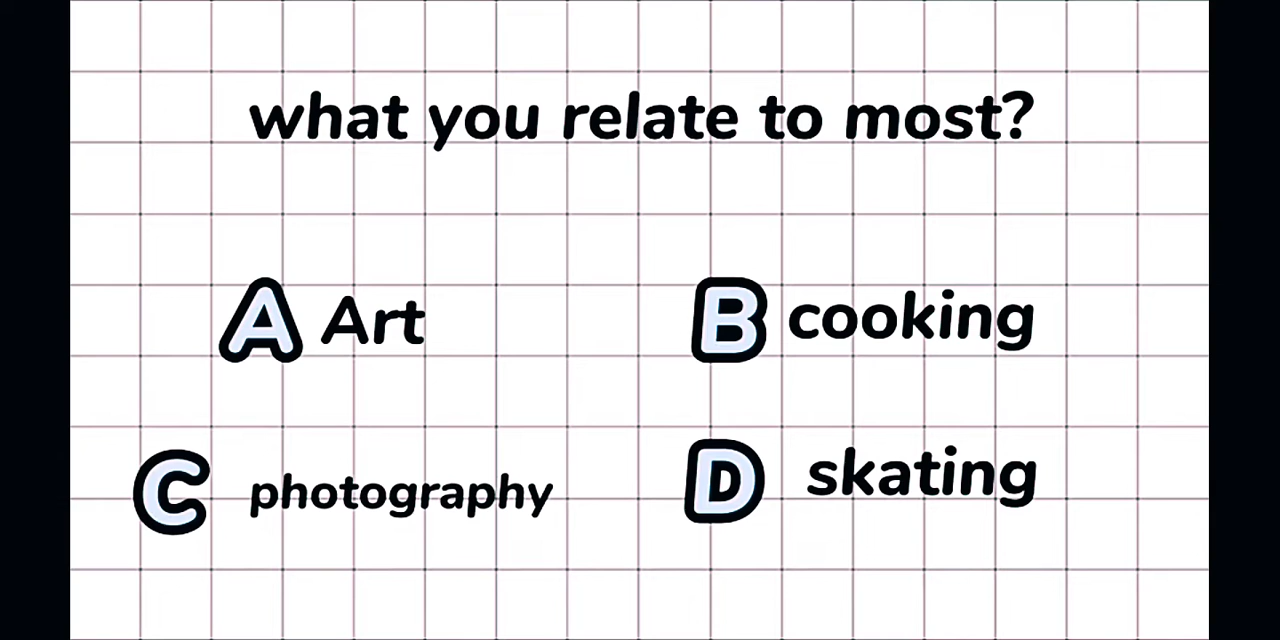 what you relate to most?
A Art
B cooking
C photography
D skating